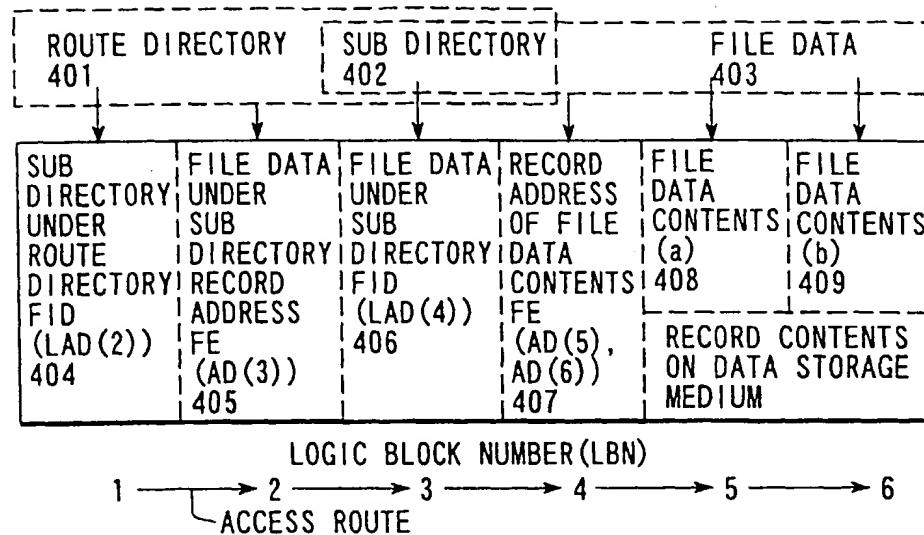 ROUTE DIRECTORY
401
SUB DIRECTORY
402
FILE DATA
403
SUB
DIRECTORY
UNDER
ROUTE
DIRECTORY
FID
(LAD(2))
404
FILE DATA
UNDER
SUB
DIRECTORY
RECORD
ADDRESS
FE
(AD(3))
405
FILE DATA
UNDER
SUB
DIRECTORY
FID
(LAD(4))
406
RECORD
ADDRESS
OF FILE
DATA
CONTENTS
FE
(AD(5),
AD(6))
407
FILE
DATA
CONTENTS
(a)
408
FILE
DATA
CONTENTS
(b)
409
RECORD CONTENTS
ON DATA STORAGE
MEDIUM
LOGIC BLOCK NUMBER(LBN)
1 2 3 4 5 6
ACCESS ROUTE